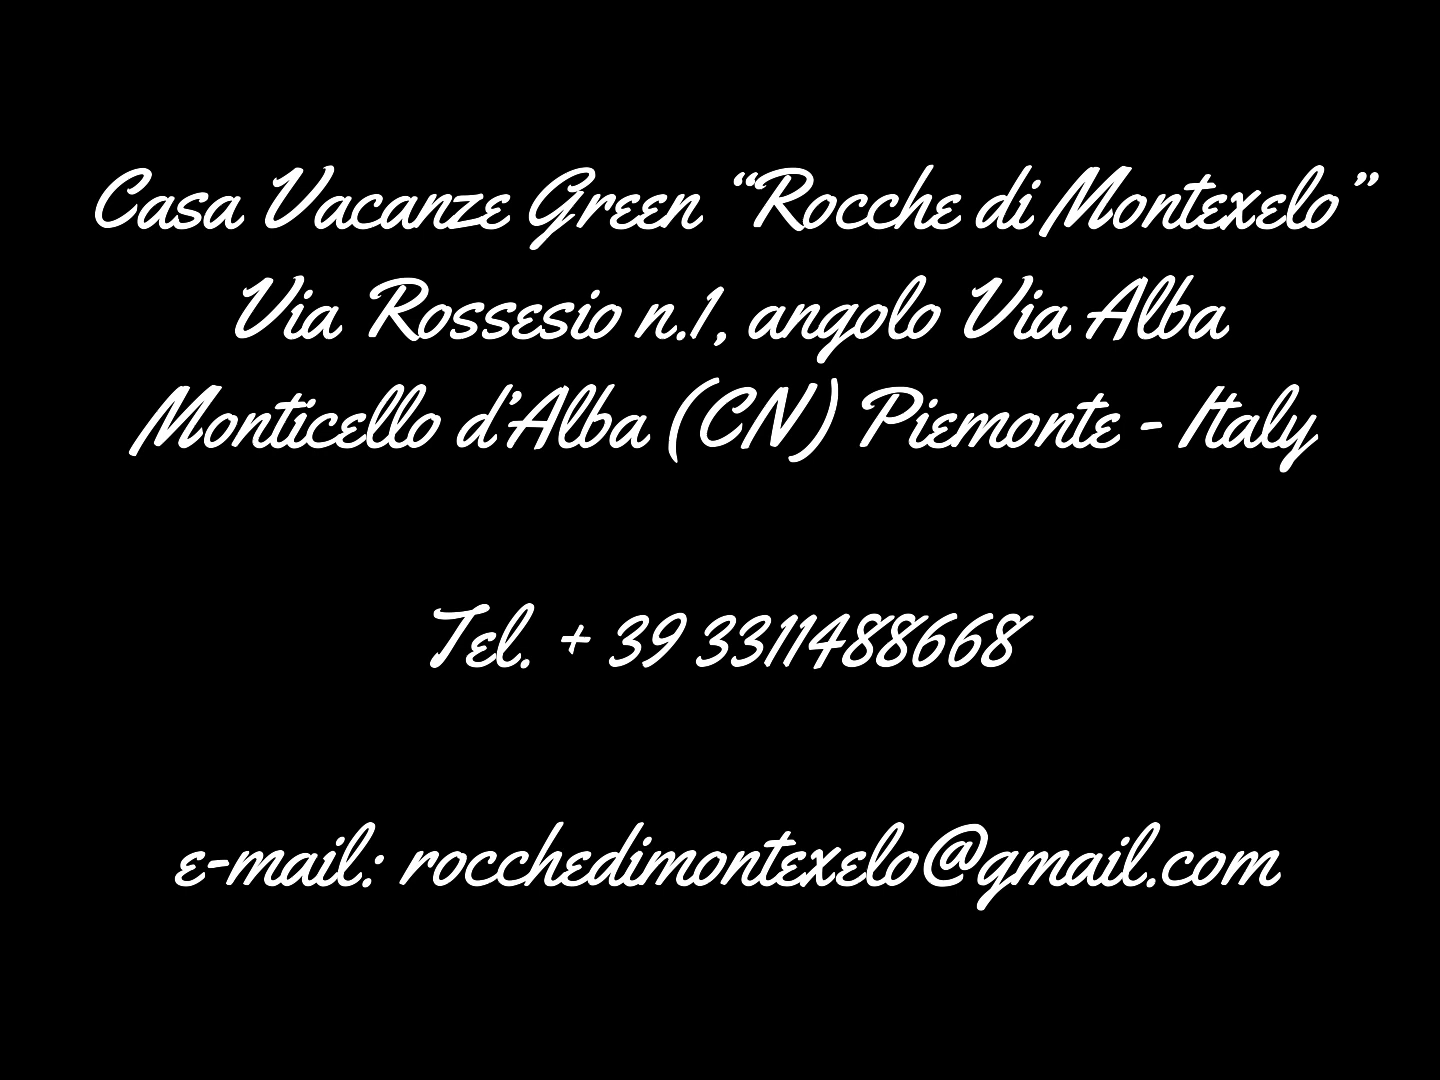 Casa Vacanze Green “Rocche di Montexelo”
Via Rossesio n.1, angolo Via Alba
Monticello d’Alba (CN) Piemonte - Italy
Tel. + 39 3311488668
e-mail: rocchedimontexelo@gmail.com